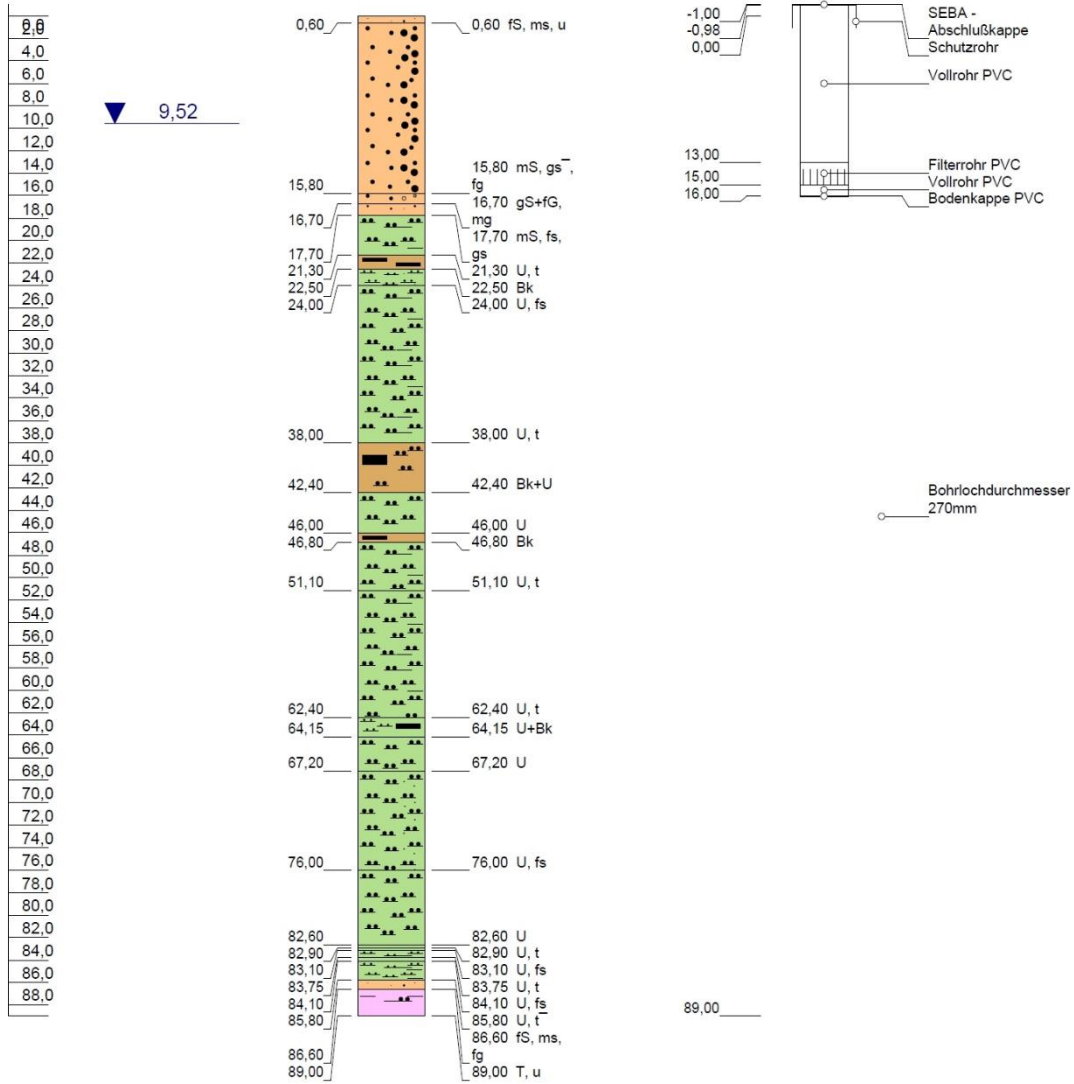 0,0
2,0
4,0
6,0
8,0
10,0
12,0
14,0
16,0
18,0
20,0
22,0
24,0
26,0
28,0
30,0
32,0
34,0
36,0
38,0
40,0
42,0
44,0
46,0
48,0
50,0
52,0
54,0
56,0
58,0
60,0
62,0
64,0
66,0
68,0
70,0
72,0
74,0
76,0
78,0
80,0
82,0
84,0
86,0
88,0
9,52
0,60
15,80
16,70
17,70
21,30
22,50
24,00
38,00
42,40
46,00
46,80
51,10
62,40
64,15
67,20
76,00
82,60
82,90
83,10
83,75
84,10
85,80
86,60
89,00
0,60 fS, ms, u
15,80 mS, gs¯,
fg
16,70 gS+fG,
mg
17,70 mS, fs,
gs
21,30 U, t
22,50 Bk
24,00 U, fs
38,00 U, t
42,40 Bk+U
46,00 U
46,80 Bk
51,10 U, t
62,40 U, t
64,15 U+Bk
67,20 U
76,00 U, fs
82,60 U
82,90 U, t
83,10 U, fs
83,75 U, t
84,10 U, fs
85,80 U, t¯
86,60 fS, ms,
fg
89,00 T, u
-1,00
-0,98
0,00
13,00
15,00
16,00
89,00
SEBA -
Abschlußkappe
Schutzrohr
Vollrohr PVC
Filterrohr PVC
Vollrohr PVC
Bodenkappe PVC
Bohrlochdurchmesser
270mm